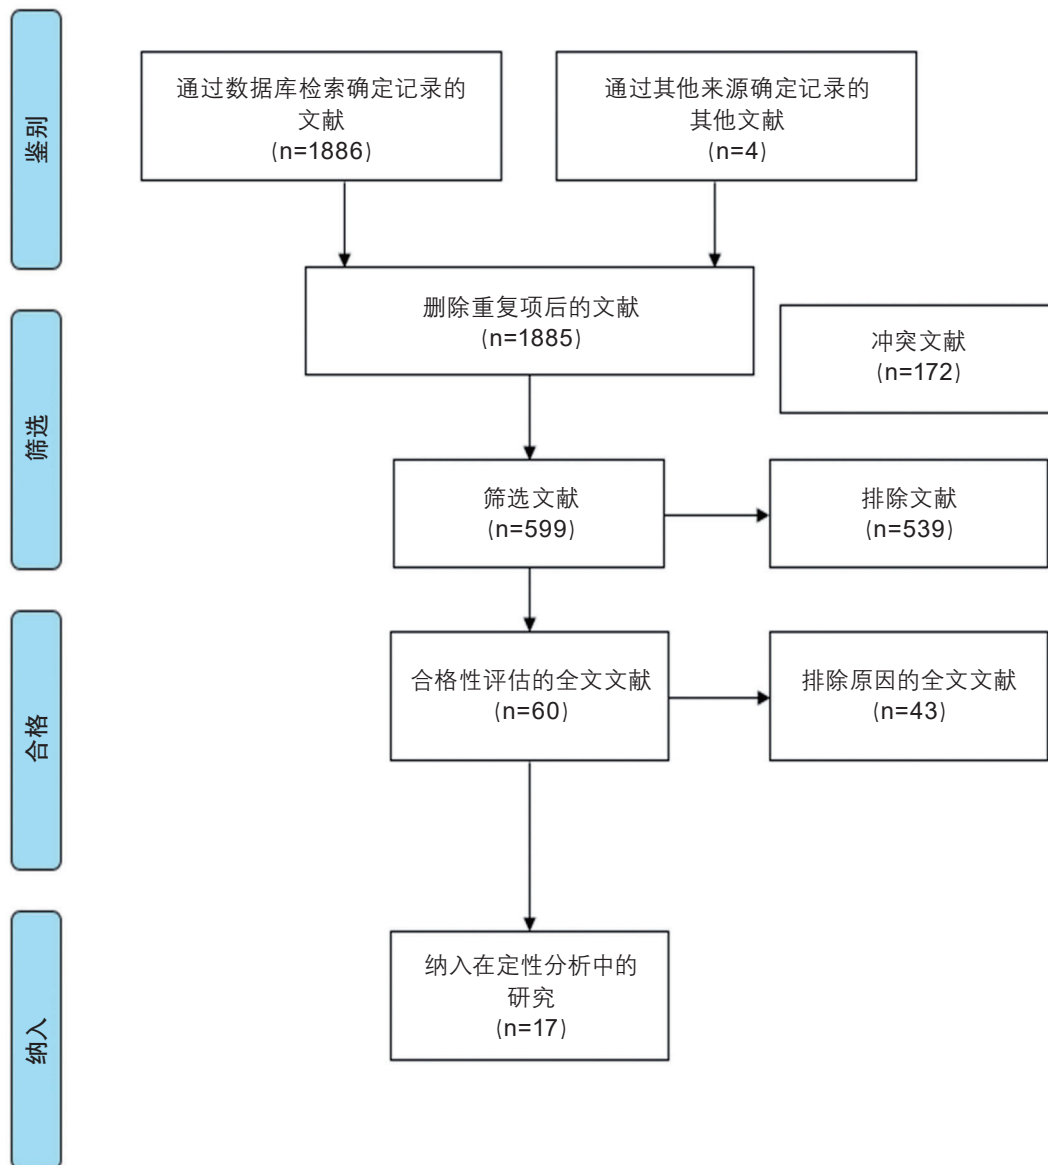 鉴别
通过数据库检索确定记录的
文献
(n=1886)
通过其他来源确定记录的
其他文献
(n=4)
删除重复项后的文献
(n=1885)
冲突文献
(n=172)
筛选
筛选文献
(n=599)
排除文献
(n=539)
合格
合格性评估的全文文献
(n=60)
排除原因的全文文献
(n=43)
纳入
纳入在定性分析中的
研究
(n=17)